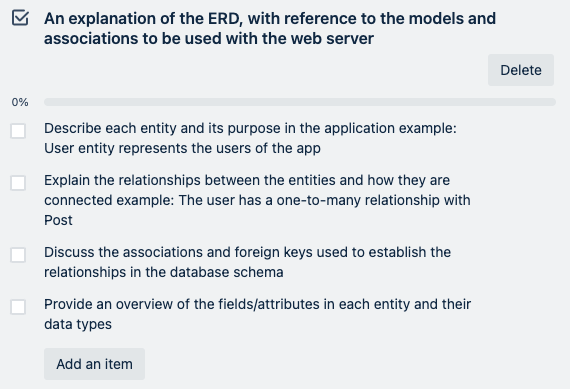 An explanation of the ERD, with reference to the models and
associations to be used with the web server
Delete
0%
Describe each entity and its purpose in the application example:
User entity represents the users of the app
Explain the relationships between the entities and how they are
connected example: The user has a one-to-many relationship with
Post
Discuss the associations and foreign keys used to establish the
relationships in the database schema
Provide an overview of the fields/attributes in each entity and their
data types
Add an item